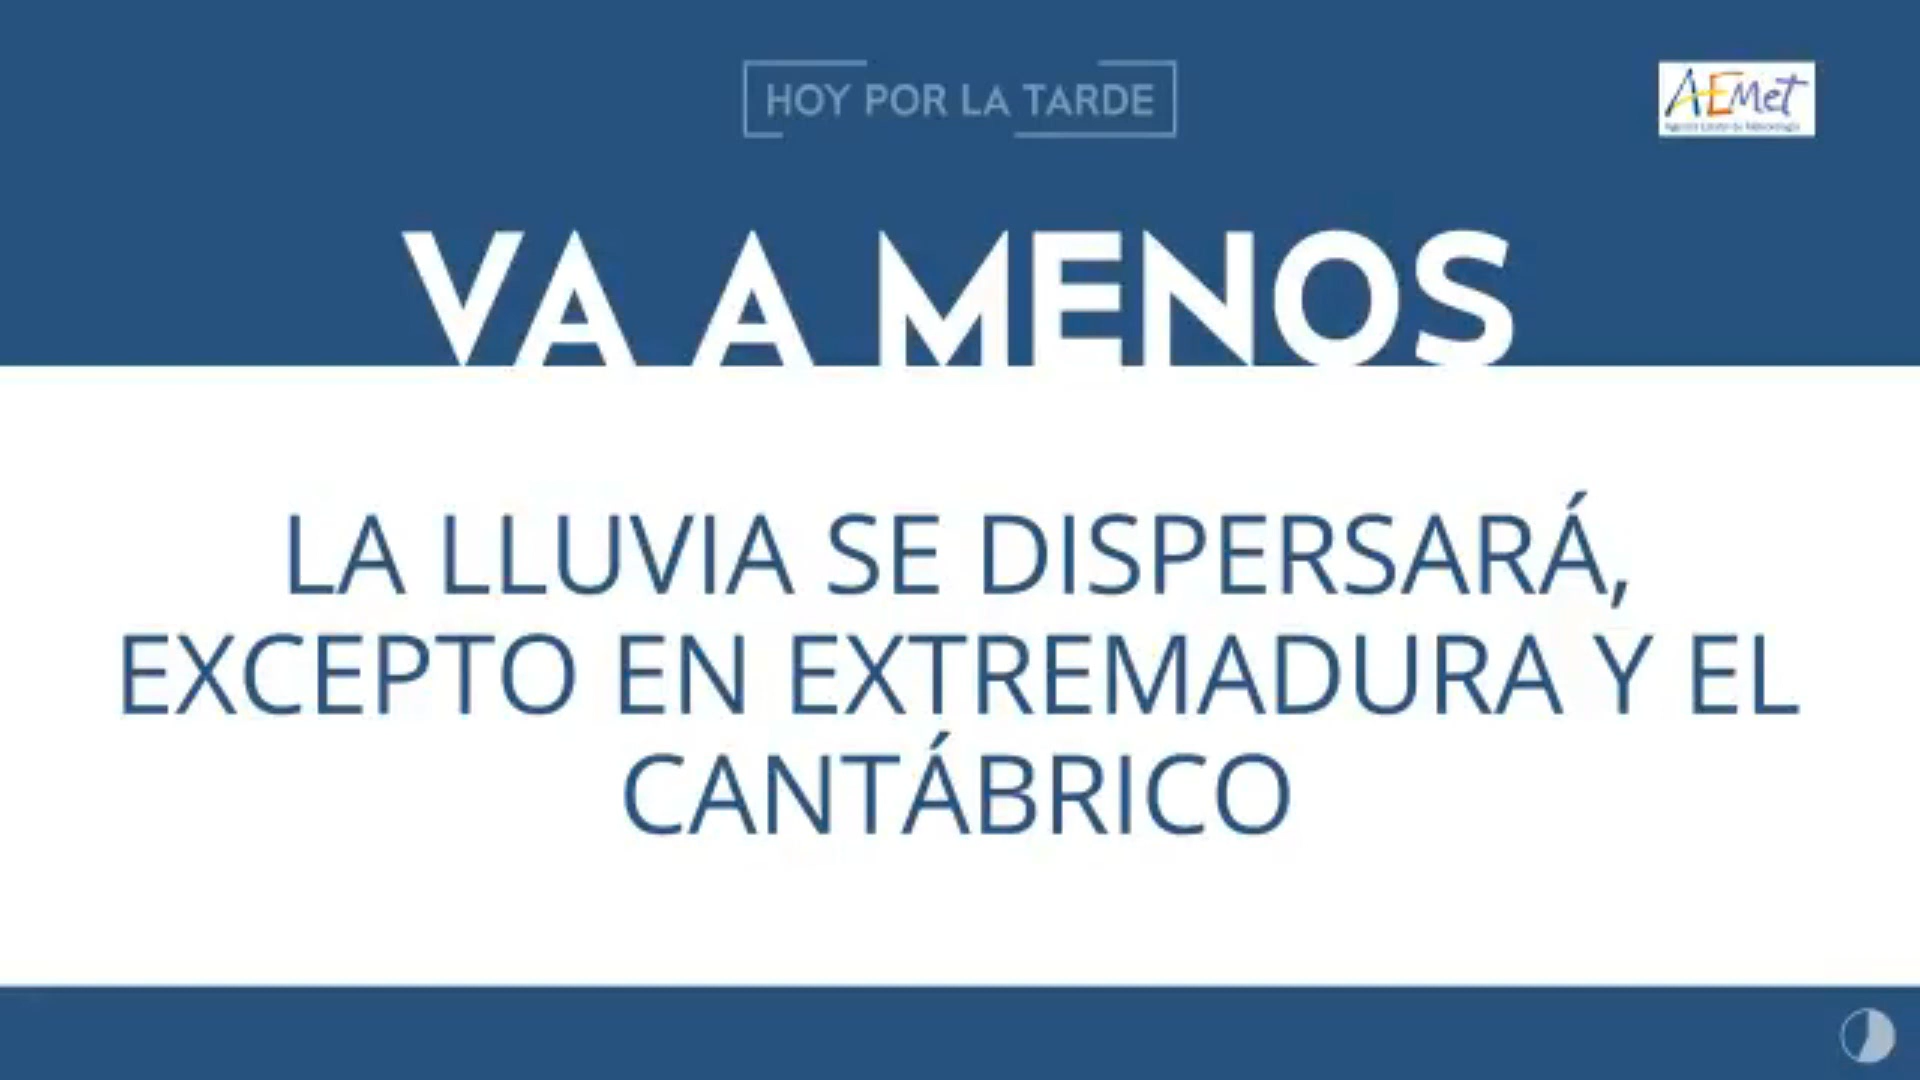 HOY POR LA TARDE
AEMet
VA A MENOS
LA LLUVIA SE DISPERSARÁ,
EXCEPTO EN EXTREMADURA Y EL
CANTÁBRICO